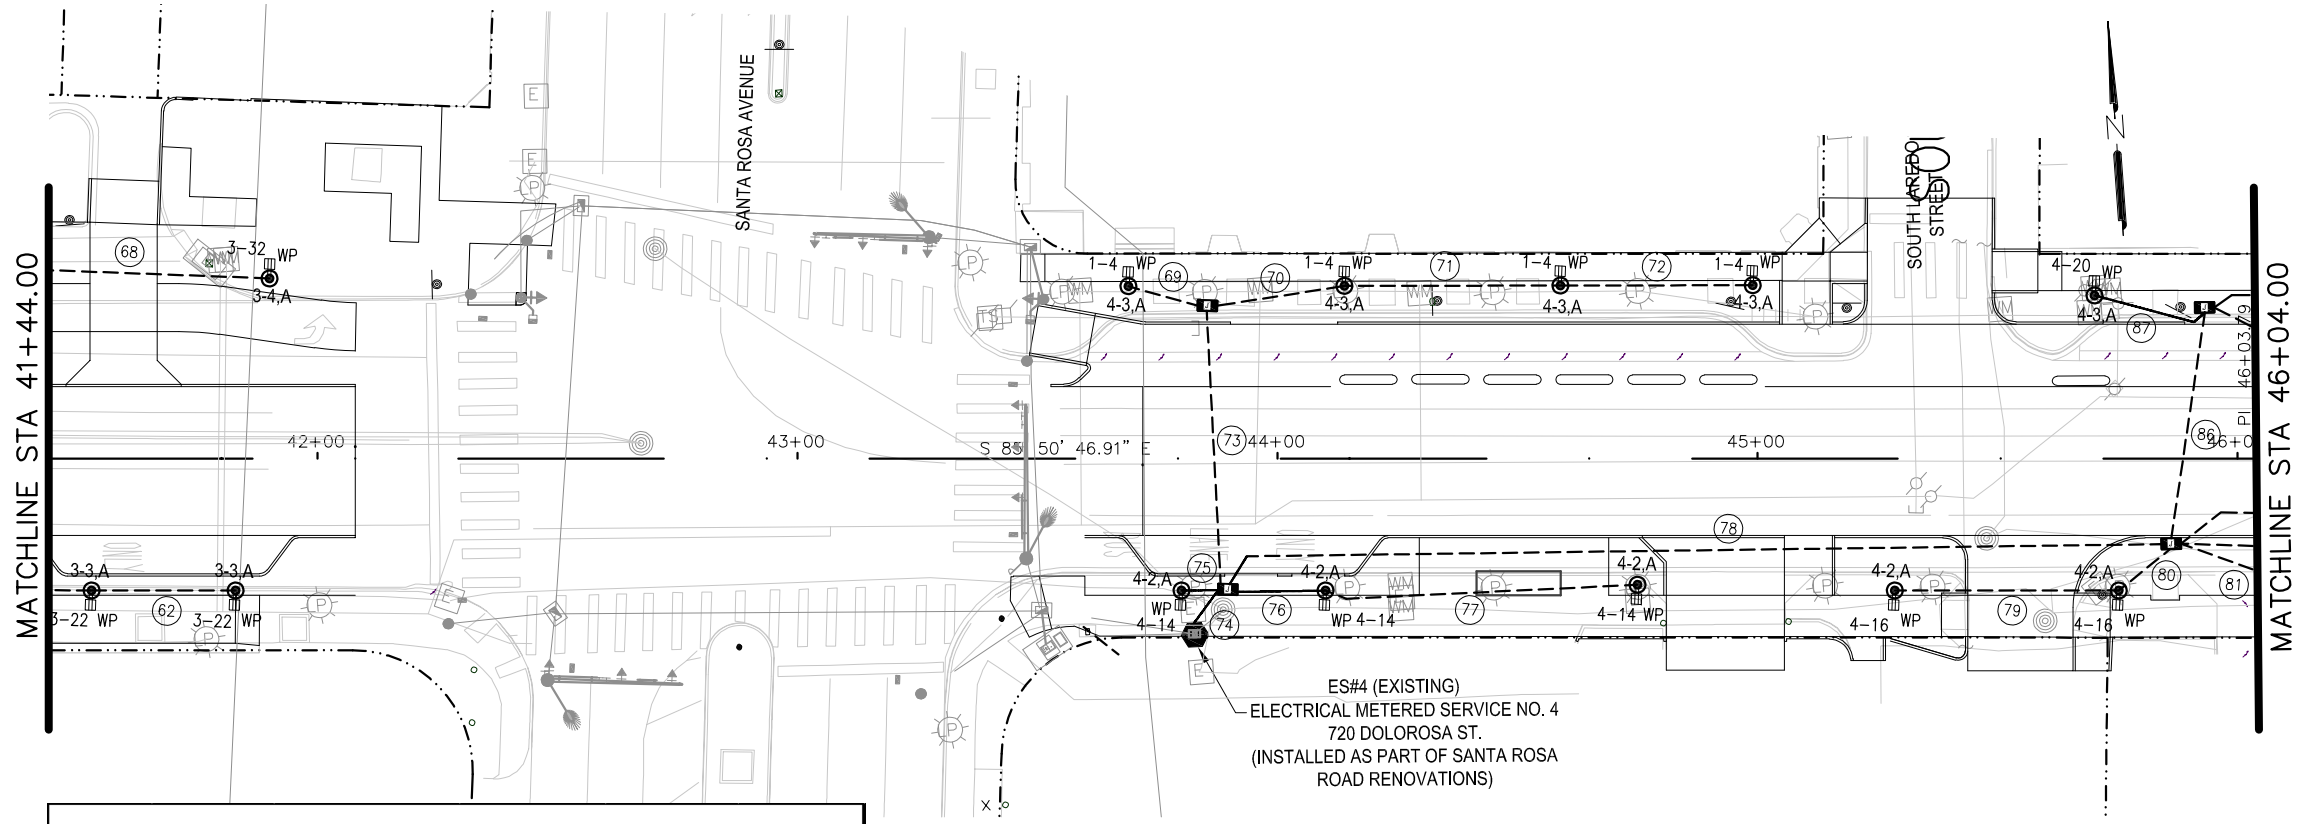 MATCHLINE STA 41+44.00
SANTA ROSA AVENUE
SOUTH LAREDO
STREET
N
MATCHLINE STA 46+04.00
E
E
P
68
3-32 WP
3-4,A
P
TS
1-4 WP
69
70
1-4 WP
71
1-4 WP
72
1-4 WP
4-20 WP
4-3,A
4-3,A
4-3,A
4-3,A
4-3,A
87
WM
WM
WM
P
P
P
P
P
PI 46+03.79
42+00
43+00
S 85° 50' 46.91" E
73
44+00
45+00
86
46+0
78
3-3,A
3-3,A
3-22 WP
62
3-22 WP
P
P
E
75
4-2,A
4-2,A
4-2,A
4-2,A
4-2,A
WP
4-14
74
76
WP 4-14
77
4-14 WP
4-16 WP
79
4-16 WP
80
81
WM
WM
P
P
P
P
E
P
ES#4 (EXISTING)
ELECTRICAL METERED SERVICE NO. 4
720 DOLOROSA ST.
(INSTALLED AS PART OF SANTA ROSA
ROAD RENOVATIONS)
X